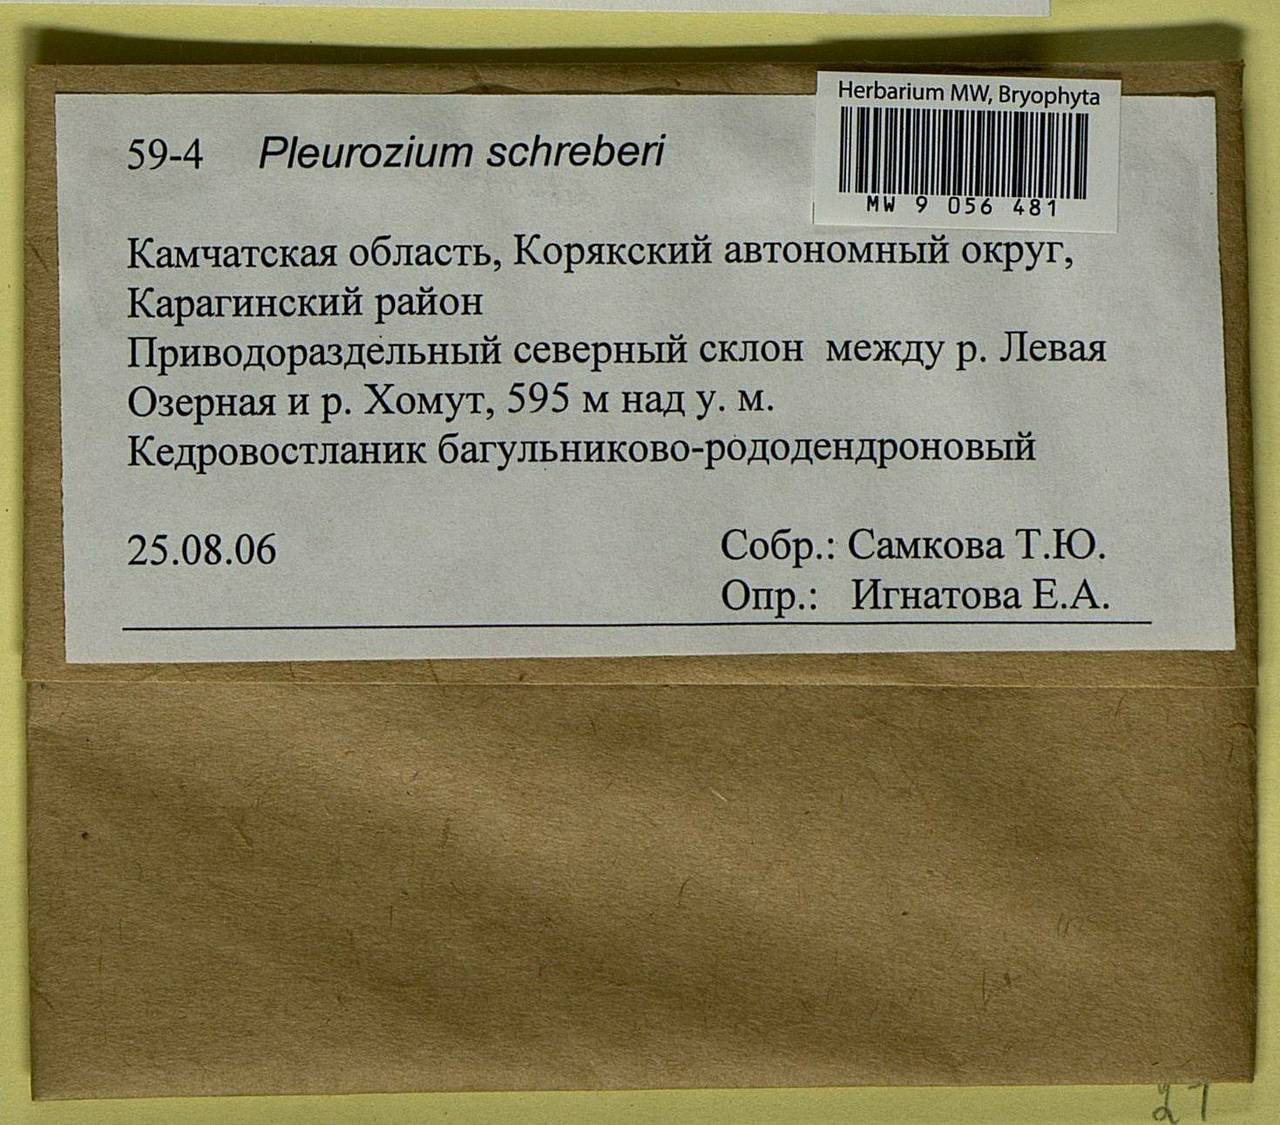 Herbarium MW, Bryophyta
MW 9 056 481
59-4 Pleurozium schreberi
Камчатская область, Корякский автономный округ,
Карагинский район
Приводораздельный северный склон между р. Левая
Озерная и р. Хомут, 595 м над у. м.
Кедровостланик багульниково-рододендроновый
25.08.06 Собр.: Самкова Т.Ю.
Опр.: Игнатова Е.А.